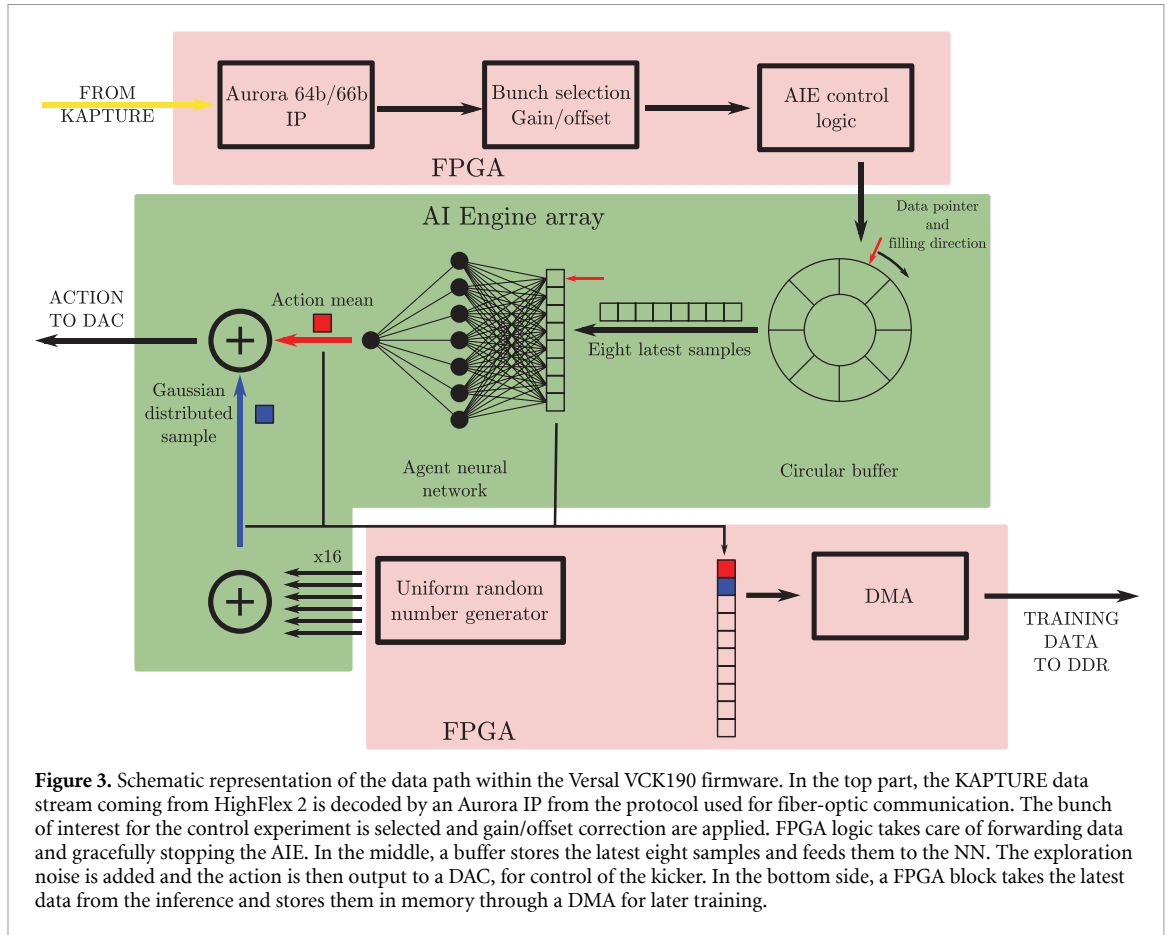 FROM
KAPTURE
Aurora 64b/66b
IP
Bunch selection
Gain/offset
AIE control
logic
FPGA
AI Engine array
Data pointer
and
filling direction
ACTION
TO DAC
Action mean
+
Eight latest samples
Gaussian
distributed
sample
Agent neural
network
Circular buffer
x16
+
Uniform random
number generator
DMA
TRAINING
DATA
TO DDR
FPGA
Figure 3. Schematic representation of the data path within the Versal VCK190 firmware. In the top part, the KAPTURE data
stream coming from HighFlex 2 is decoded by an Aurora IP from the protocol used for fiber-optic communication. The bunch
of interest for the control experiment is selected and gain/offset correction are applied. FPGA logic takes care of forwarding data
and gracefully stopping the AIE. In the middle, a buffer stores the latest eight samples and feeds them to the NN. The exploration
noise is added and the action is then output to a DAC, for control of the kicker. In the bottom side, a FPGA block takes the latest
data from the inference and stores them in memory through a DMA for later training.